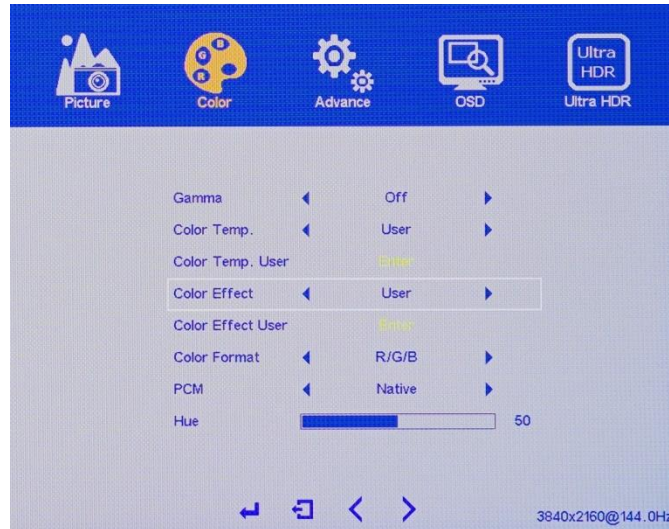 G
B
R
Ultra
HDR
Picture
Color
Advance
OSD
Ultra HDR
Gamma Off
Color Temp. User
Color Temp. User Enter
Color Effect User
Color Effect User Enter
Color Format R/G/B
PCM Native
Hue 50
3840x2160@144.0Hz